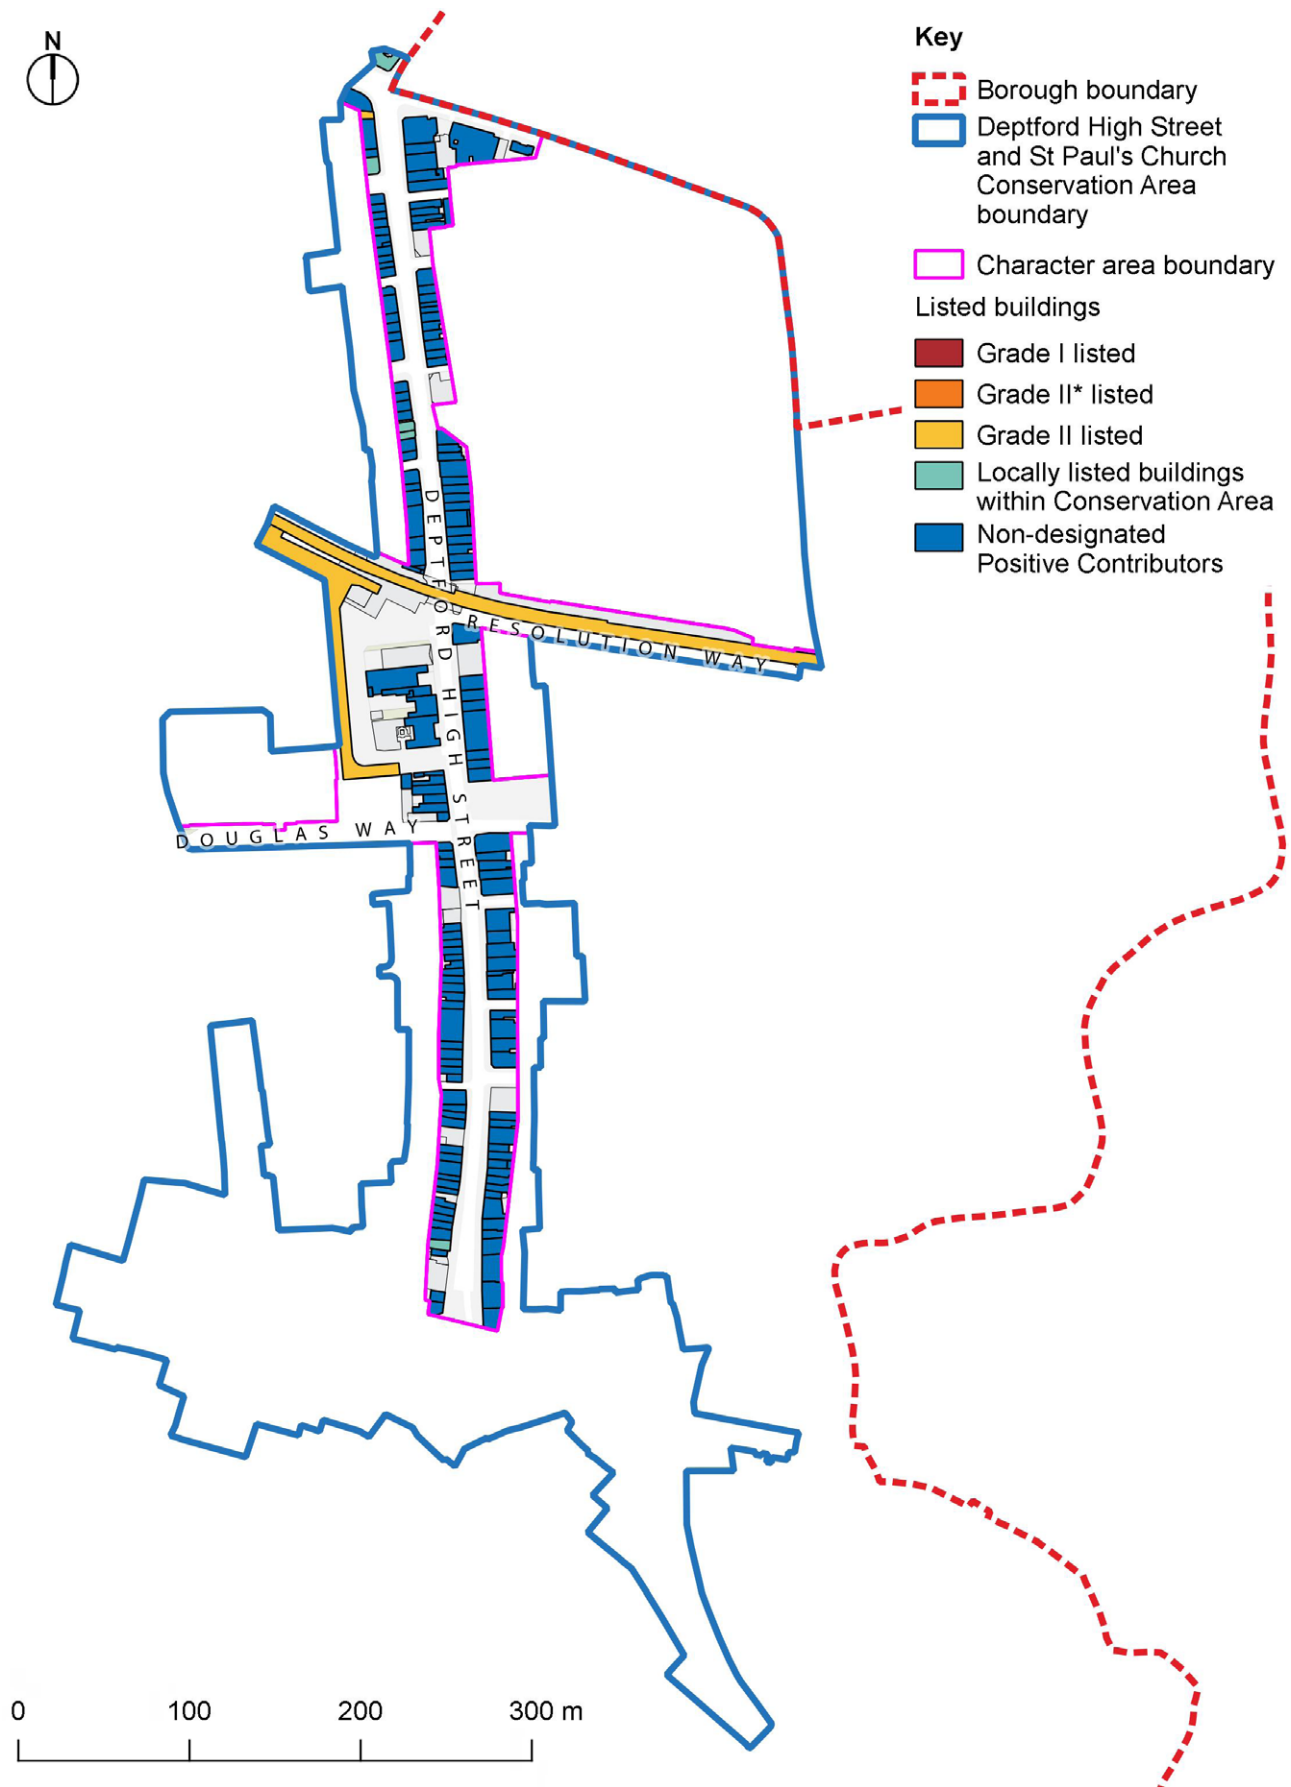 N
Key
Borough boundary
Deptford High Street
and St Paul's Church
Conservation Area
boundary
Character area boundary
Listed buildings
Grade I listed
Grade II* listed
Grade II listed
Locally listed buildings
within Conservation Area
Non-designated
Positive Contributors
DEPTFORD HIGH STREET
RESOLUTION WAY
DOUGLAS WAY
0 100 200 300 m